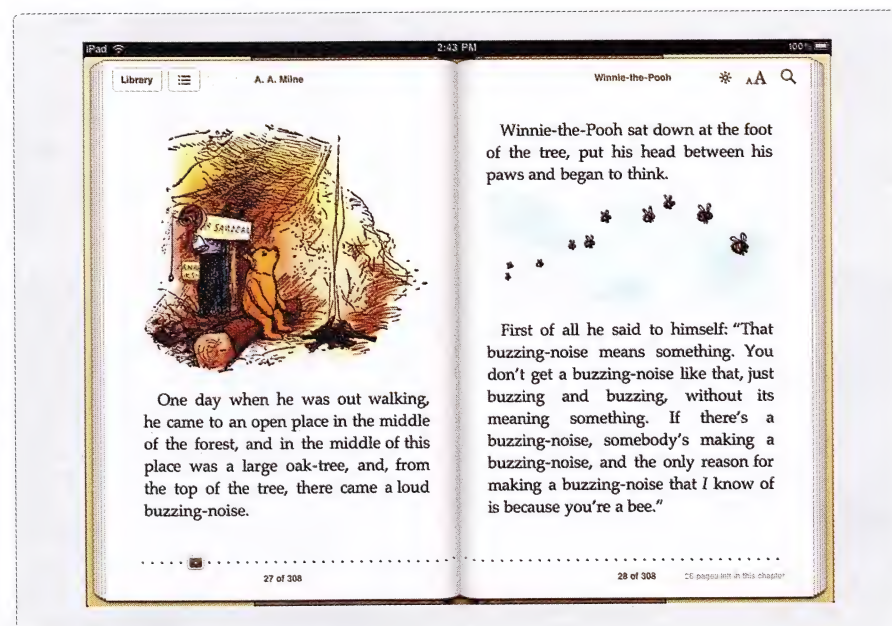 iPad 2:43 PM 100%
Library A. A. Milne Winnie-the-Pooh AA
SANDERS
One day when he was out walking,
he came to an open place in the middle
of the forest, and in the middle of this
place was a large oak-tree, and, from
the top of the tree, there came a loud
buzzing-noise.
27 of 308
Winnie-the-Pooh sat down at the foot
of the tree, put his head between his
paws and began to think.
First of all he said to himself: "That
buzzing-noise means something. You
don't get a buzzing-noise like that, just
buzzing and buzzing, without its
meaning something. If there's a
buzzing-noise, somebody's making a
buzzing-noise, and the only reason for
making a buzzing-noise that I know of
is because you're a bee."
28 of 308 26 pages left in this chapter